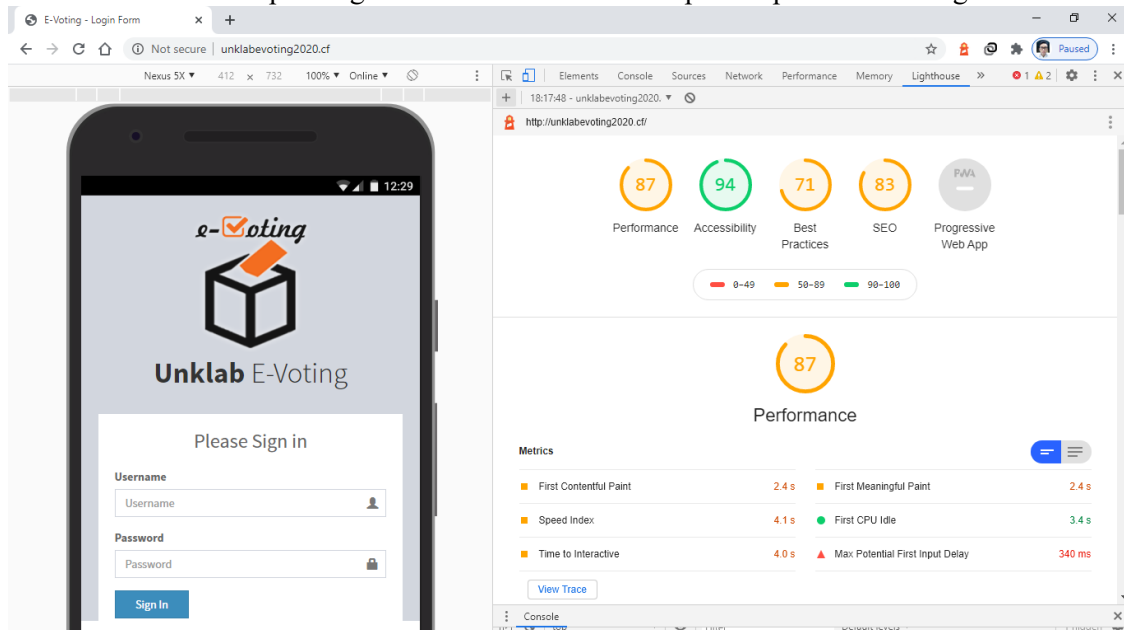 E-Voting - Login Form
Not secure | unklabevoting2020.cf
Paused
Nexus 5X ▼ 412 × 732 100% ▼ Online ▼
Elements Console Sources Network Performance Memory Lighthouse » 1 2
18:17:48 - unklabevoting2020. ▼
http://unklabevoting2020.cf/
12:29
e-Voting
Unklab E-Voting
Please Sign in
Username
Username
Password
Password
Sign In
87 94 71 83 PWA
Performance Accessibility Best Practices SEO Progressive Web App
0-49 50-89 90-100
87
Performance
Metrics
First Contentful Paint 2.4 s First Meaningful Paint 2.4 s
Speed Index 4.1 s First CPU Idle 3.4 s
Time to Interactive 4.0 s Max Potential First Input Delay 340 ms
View Trace
Console